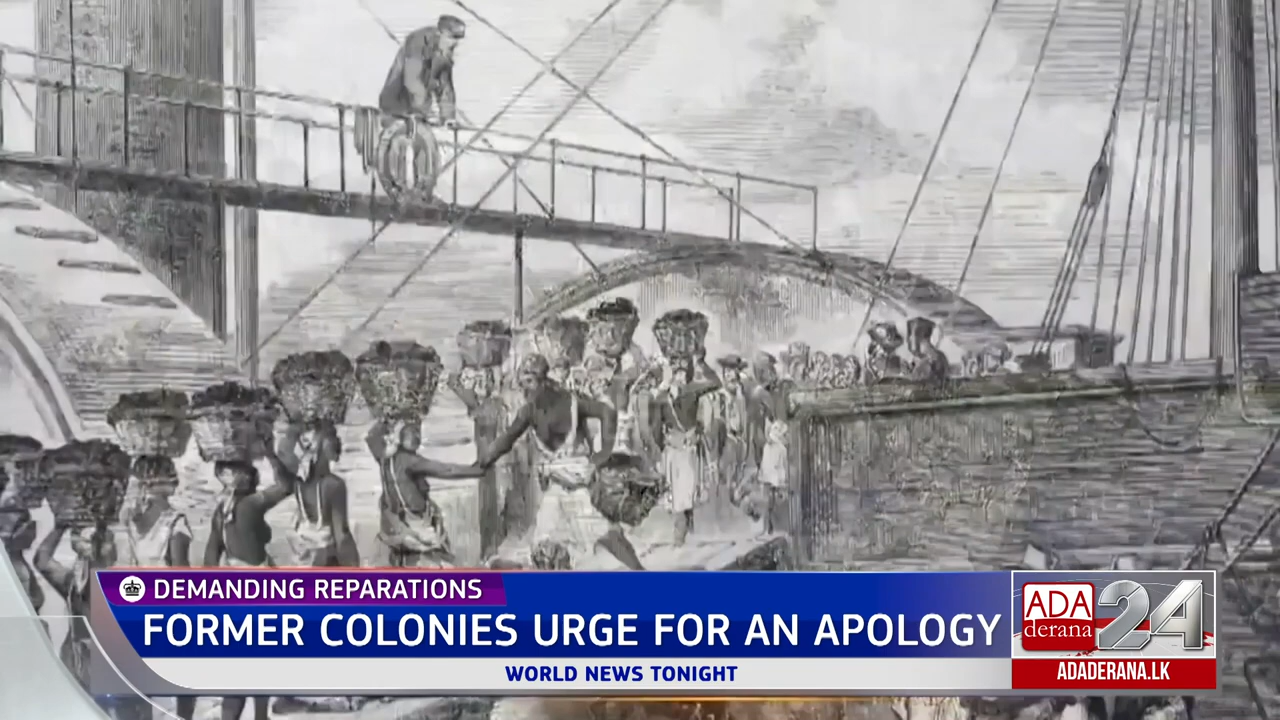 DEMANDING REPARATIONS
FORMER COLONIES URGE FOR AN APOLOGY
WORLD NEWS TONIGHT
ADA
derana
24
ADADERANA.LK